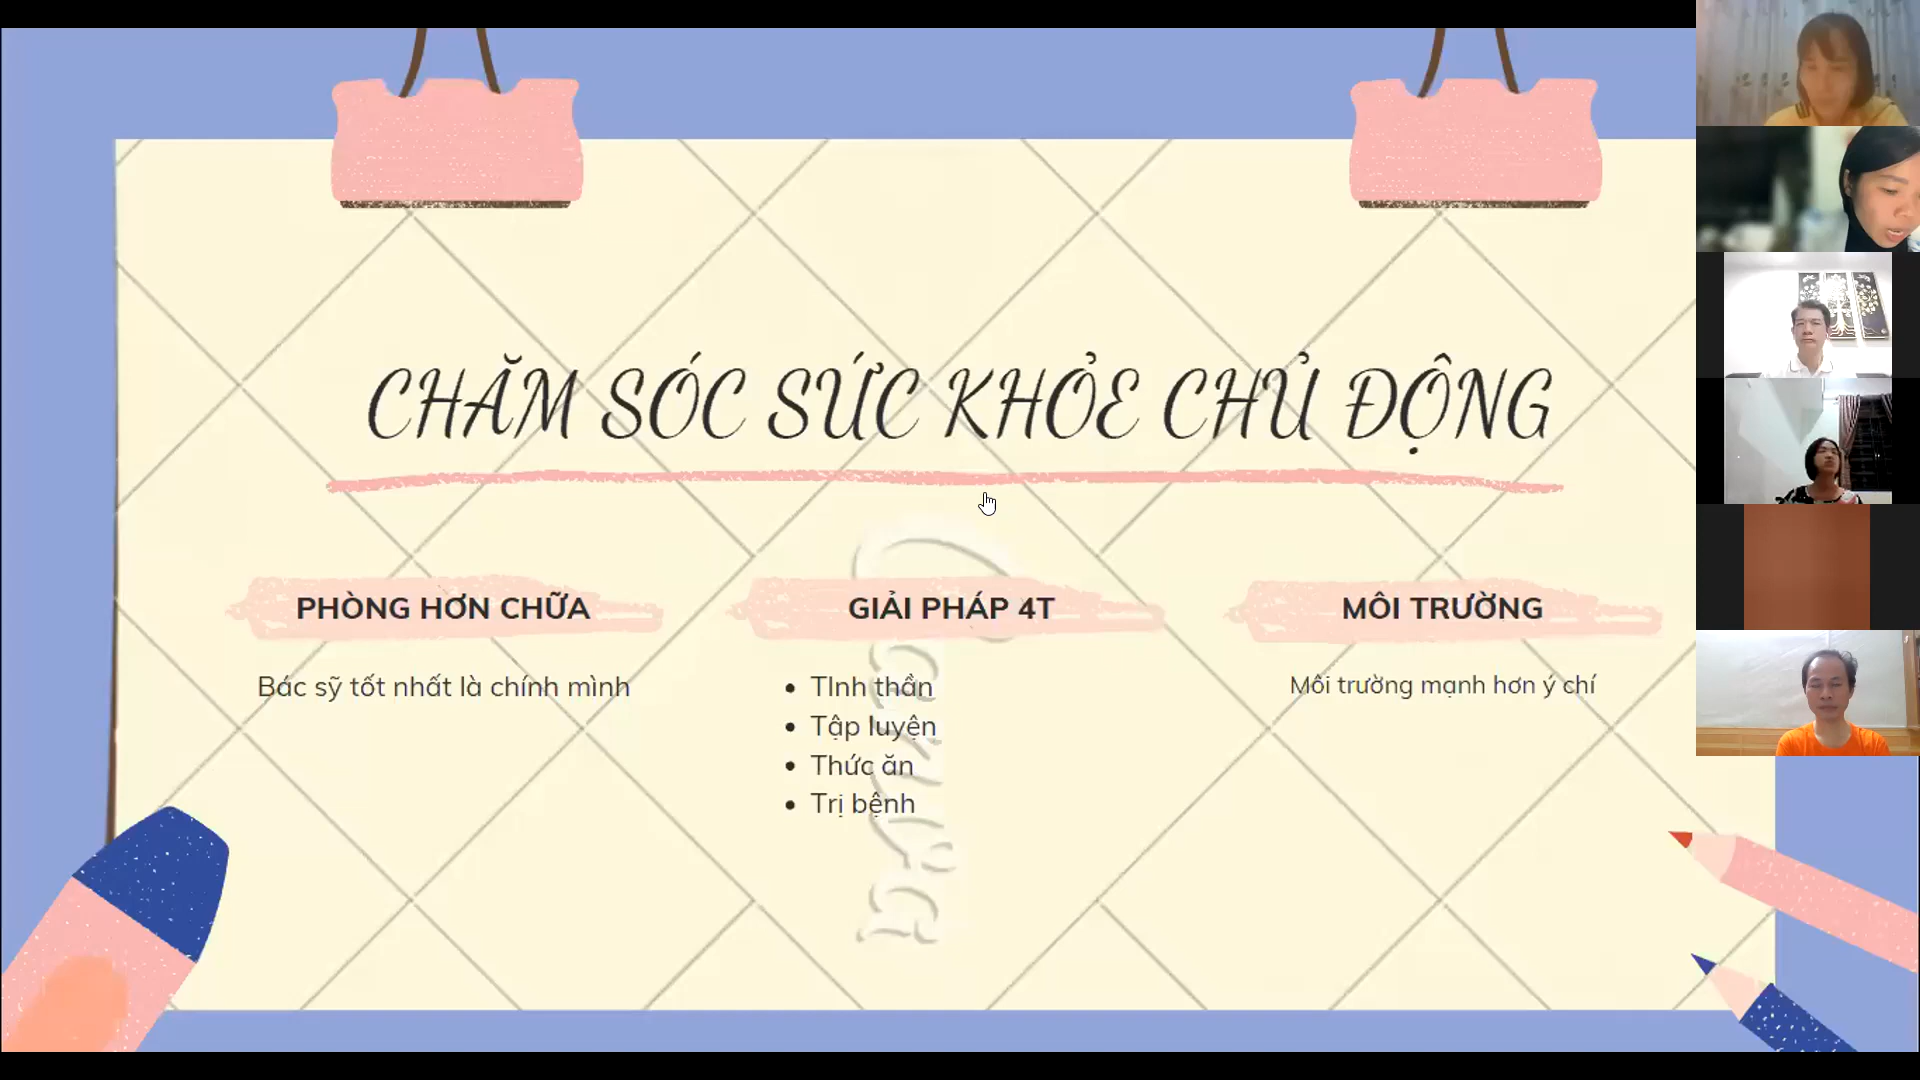 CHĂM SÓC SỨC KHỎE CHỦ ĐỘNG
PHÒNG HƠN CHỮA
Bác sỹ tốt nhất là chính mình
GIẢI PHÁP 4T
TInh thần
Tập luyện
Thức ăn
Trị bệnh
MÔI TRƯỜNG
Môi trường mạnh hơn ý chí
Canva